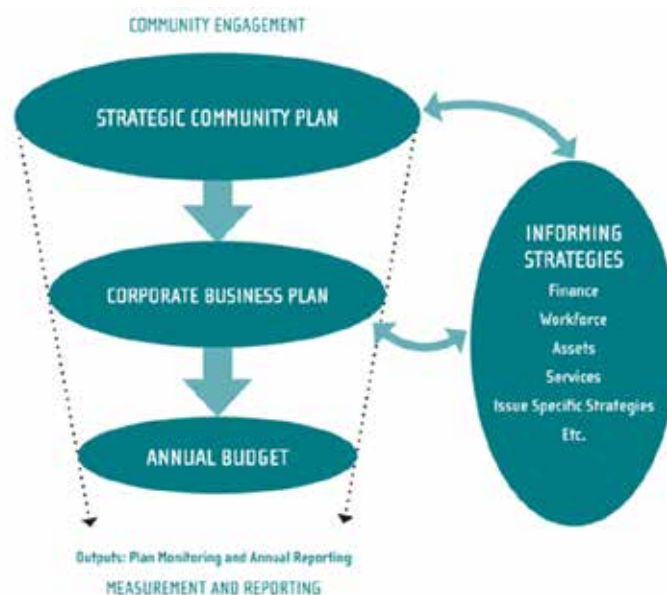 COMMUNITY ENGAGEMENT
STRATEGIC COMMUNITY PLAN
CORPORATE BUSINESS PLAN
ANNUAL BUDGET
INFORMING
STRATEGIES
Finance
Workforce
Assets
Services
Issue Specific Strategies
Etc.
Outputs: Plan Monitoring and Annual Reporting
MEASUREMENT AND REPORTING